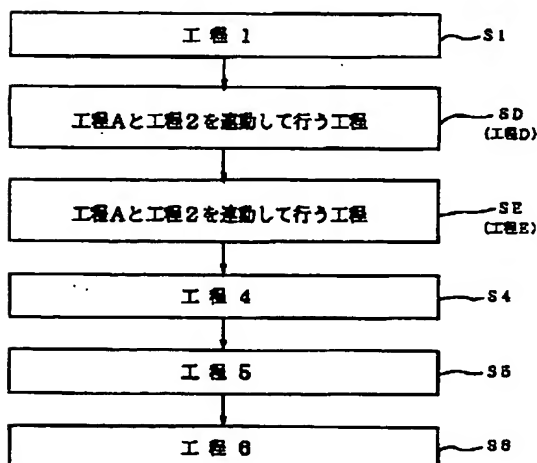 工程1
S1
工程Aと工程2を連動して行う工程
SD
(工程D)
工程Aと工程2を連動して行う工程
SE
(工程E)
工程4
S4
工程5
S5
工程6
S6